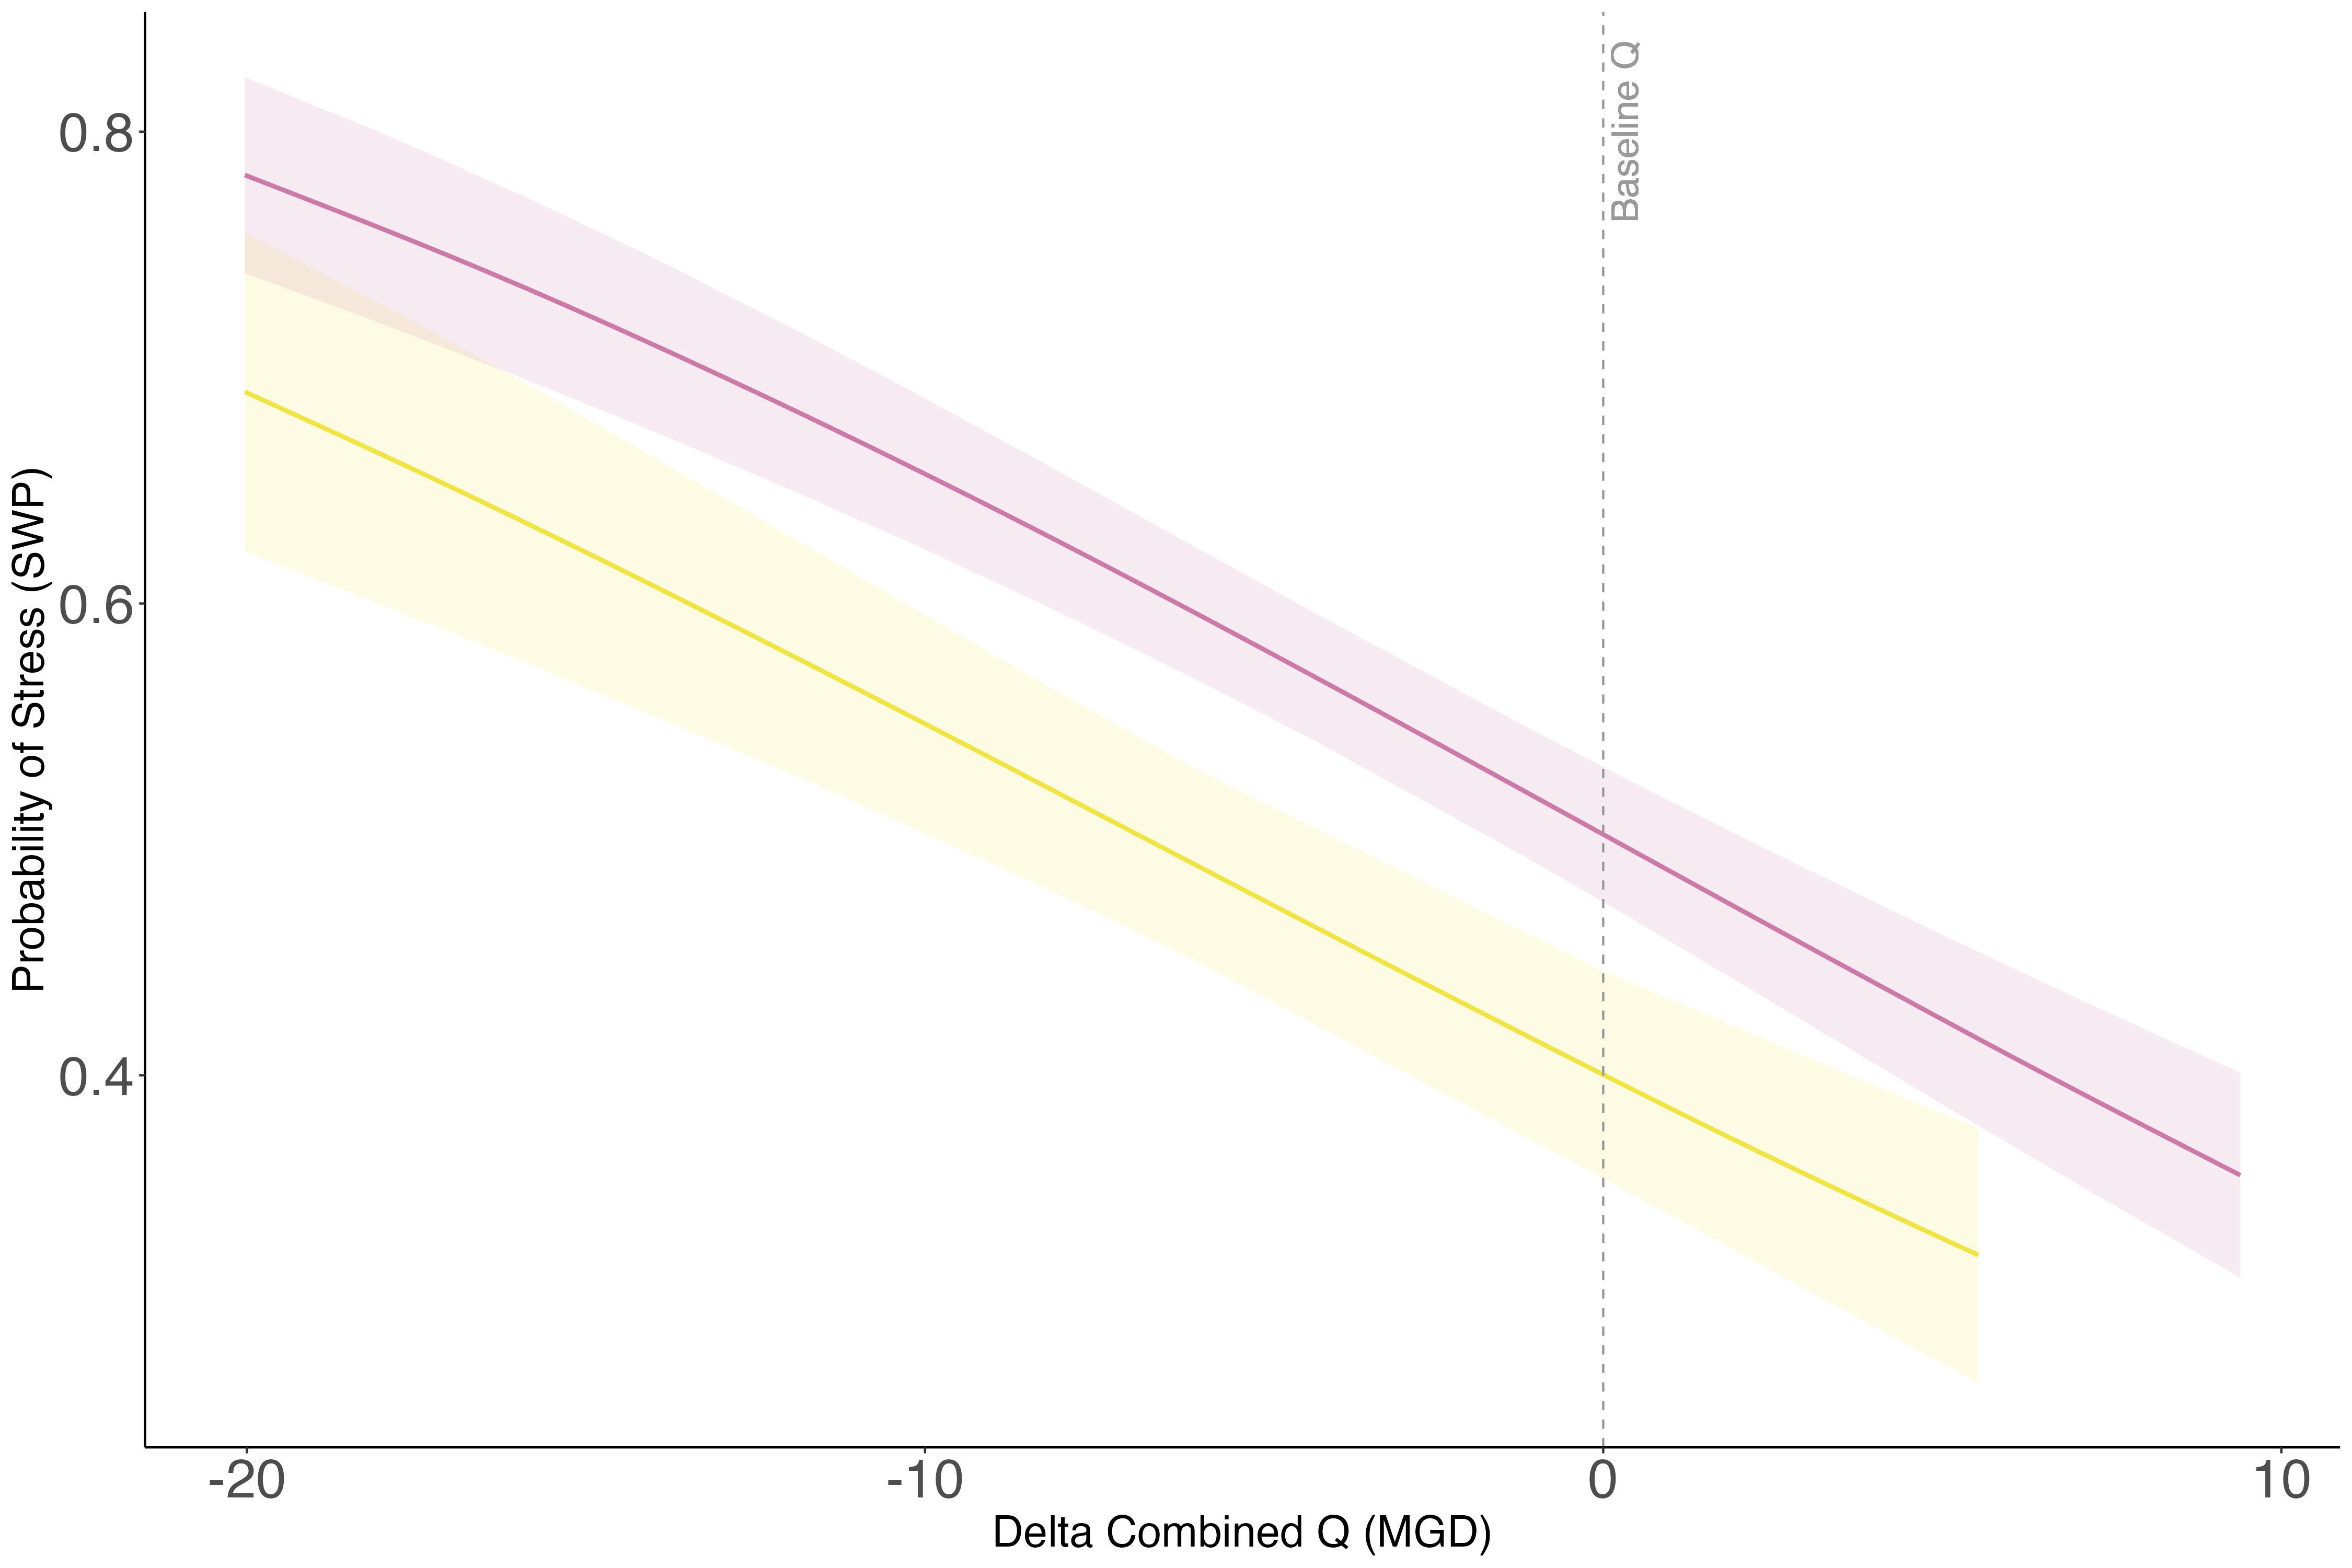 Baseline Q
0.8
0.6
0.4
Probability of Stress (SWP)
-20
-10
0
10
Delta Combined Q (MGD)